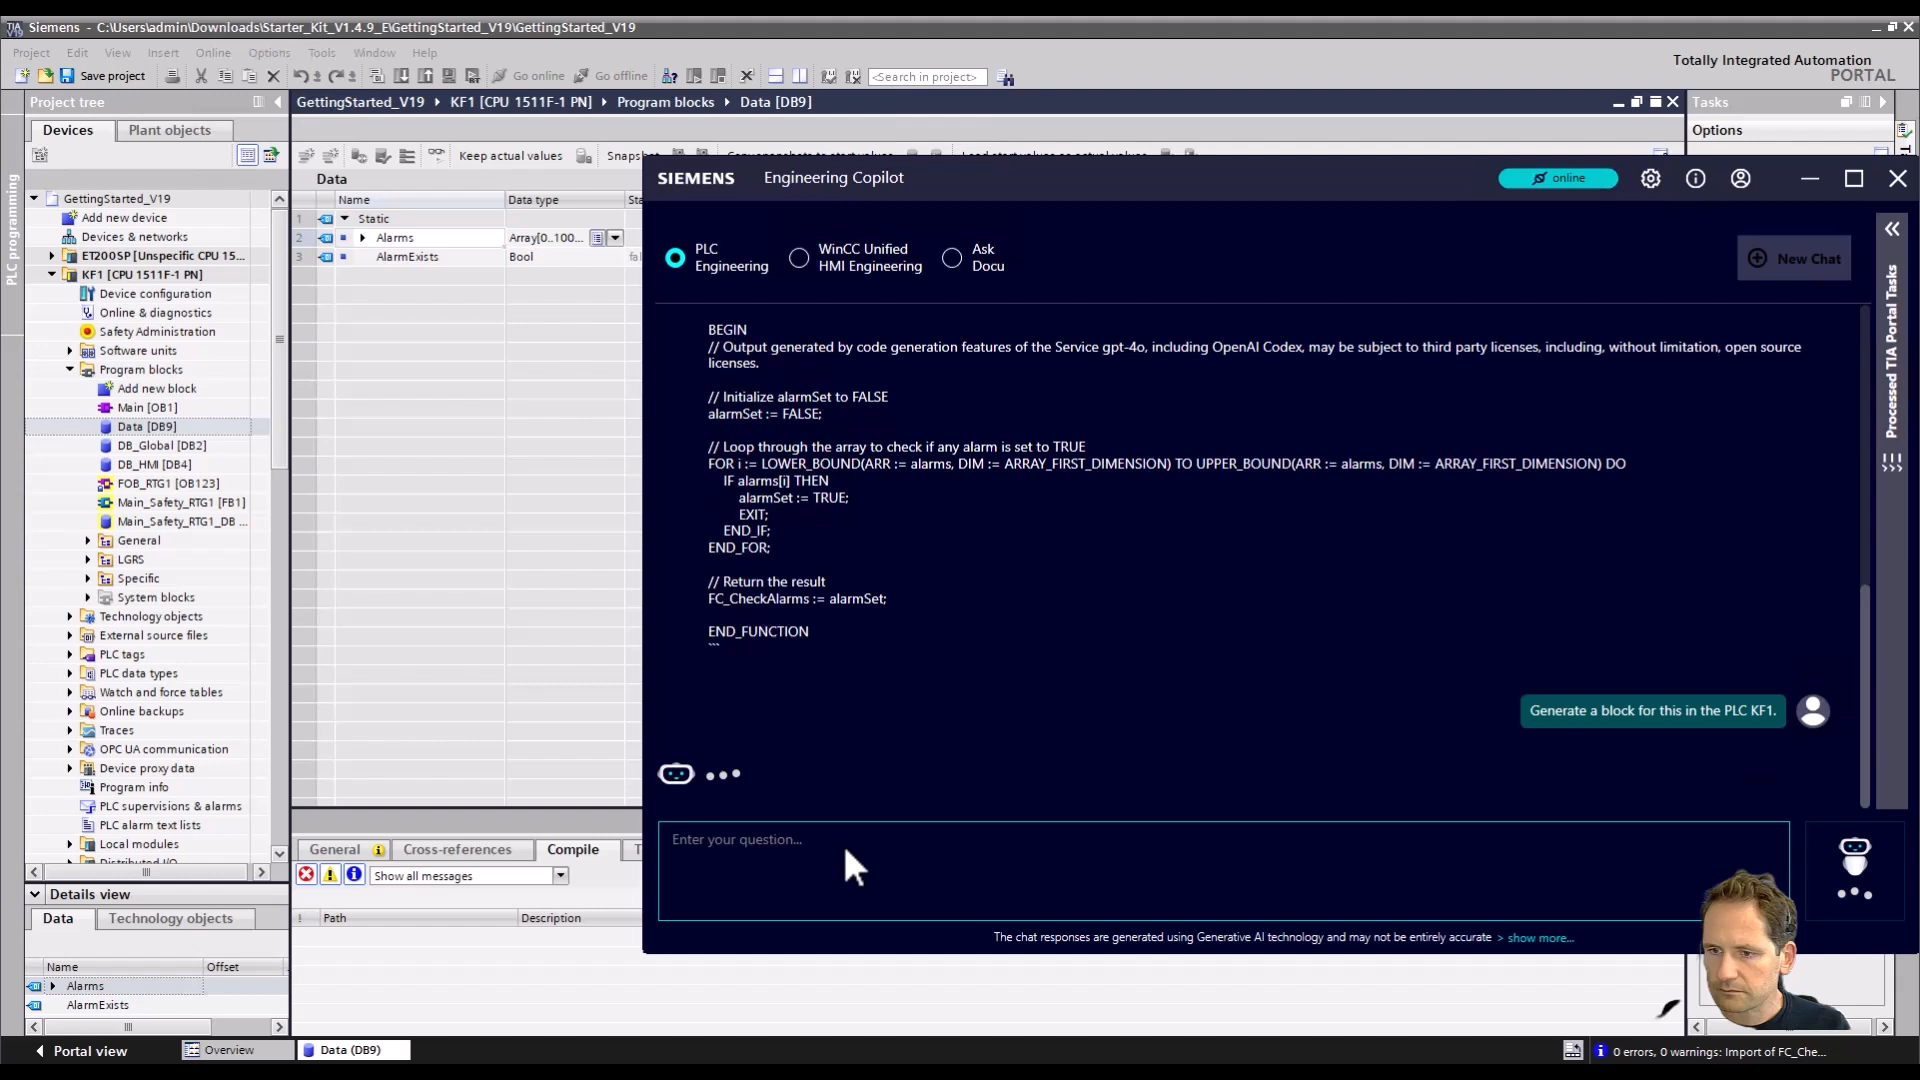 Siemens - C:\Users\admin\Downloads\Starter_Kit_V1.4.9_E\GettingStarted_V19\GettingStarted_V19
Project Edit View Insert Online Options Tools Window Help
Totally Integrated Automation
PORTAL
Save project
Go online
Go offline
<Search in project>
Project tree
GettingStarted_V19 KF1 [CPU 1511F-1 PN] Program blocks Data [DB9]
Tasks
Devices
Plant objects
Options
PLC programming
Keep actual values
Snaps
Data
Name
Data type
Sta
1 Static
2 Alarms Array[0..100...
3 AlarmExists Bool fal
GettingStarted_V19
Add new device
Devices & networks
ET200SP [Unspecific CPU 15...
KF1 [CPU 1511F-1 PN]
Device configuration
Online & diagnostics
Safety Administration
Software units
Program blocks
Add new block
Main [OB1]
Data [DB9]
DB_Global [DB2]
DB_HMI [DB4]
FOB_RTG1 [OB123]
Main_Safety_RTG1 [FB1]
Main_Safety_RTG1_DB ...
General
LGRS
Specific
System blocks
Technology objects
External source files
PLC tags
PLC data types
Watch and force tables
Online backups
Traces
OPC UA communication
Device proxy data
Program info
PLC supervisions & alarms
PLC alarm text lists
Local modules
SIEMENS
Engineering Copilot
online
PLC
Engineering
WinCC Unified
HMI Engineering
Ask
Docu
New Chat
Processed TIA Portal Tasks
BEGIN
// Output generated by code generation features of the Service gpt-4o, including OpenAI Codex, may be subject to third party licenses, including, without limitation, open source
licenses.
// Initialize alarmSet to FALSE
alarmSet := FALSE;
// Loop through the array to check if any alarm is set to TRUE
FOR i := LOWER_BOUND(ARR := alarms, DIM := ARRAY_FIRST_DIMENSION) TO UPPER_BOUND(ARR := alarms, DIM := ARRAY_FIRST_DIMENSION) DO
IF alarms[i] THEN
alarmSet := TRUE;
EXIT;
END_IF;
END_FOR;
// Return the result
FC_CheckAlarms := alarmSet;
END_FUNCTION
```
Generate a block for this in the PLC KF1.
Enter your question...
The chat responses are generated using Generative AI technology and may not be entirely accurate > show more...
General
Cross-references
Compile
Show all messages
! Path
Description
Details view
Data
Technology objects
Name
Offset
Alarms
AlarmExists
Portal view
Overview
Data (DB9)
0 errors, 0 warnings: Import of FC_Che...